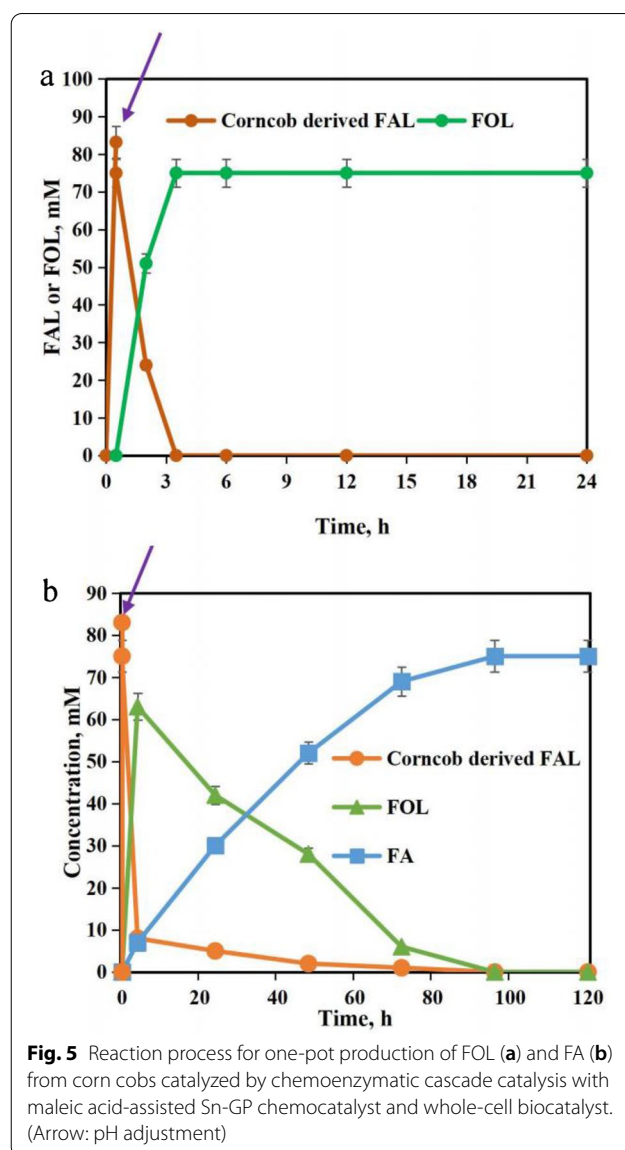 a
100
90
80
70
60
50
40
30
20
10
0
FAL or FOL, mM
Corncob derived FAL
FOL
0 3 6 9 12 15 18 21 24
Time, h
b
90
80
70
60
50
40
30
20
10
0
Concentration, mM
Corncob derived FAL
FOL
FA
0 20 40 60 80 100 120
Time, h
Fig. 5 Reaction process for one-pot production of FOL (a) and FA (b)
from corn cobs catalyzed by chemoenzymatic cascade catalysis with
maleic acid-assisted Sn-GP chemocatalyst and whole-cell biocatalyst.
(Arrow: pH adjustment)